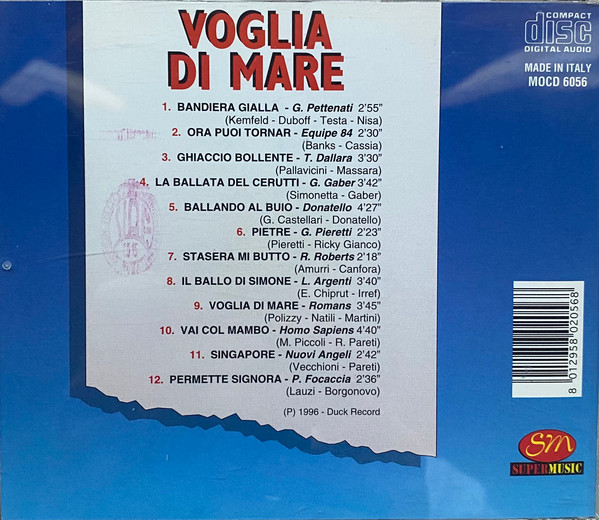 VOGLIA
DI MARE
COMPACT
disc
DIGITAL AUDIO
MADE IN ITALY
MOCD 6056
1. BANDIERA GIALLA - G. Pettenati 2'55"
(Kemfeld - Duboff - Testa - Nisa)
2. ORA PUOI TORNAR - Equipe 84 2'30"
(Banks - Cassia)
3. GHIACCIO BOLLENTE - T. Dallara 3'30"
(Pallavicini - Massara)
4. LA BALLATA DEL CERUTTI - G. Gaber 3'42"
(Simonetta - Gaber)
5. BALLANDO AL BUIO - Donatello 4'27"
(G. Castellari - Donatello)
6. PIETRE - G. Pieretti 2'23"
(Pieretti - Ricky Gianco)
7. STASERA MI BUTTO - R. Roberts 2'18"
(Amurri - Canfora)
8. IL BALLO DI SIMONE - L. Argenti 3'40"
(E. Chiprut - Irref)
9. VOGLIA DI MARE - Romans 3'45"
(Polizzy - Natili - Martini)
10. VAI COL MAMBO - Homo Sapiens 4'40"
(M. Piccoli - R. Pareti)
11. SINGAPORE - Nuovi Angeli 2'42"
(Vecchioni - Pareti)
12. PERMETTE SIGNORA - P. Focaccia 2'36"
(Lauzi - Borgonovo)
(P) 1996 - Duck Record
8 012958 020568
SM
SUPERMUSIC